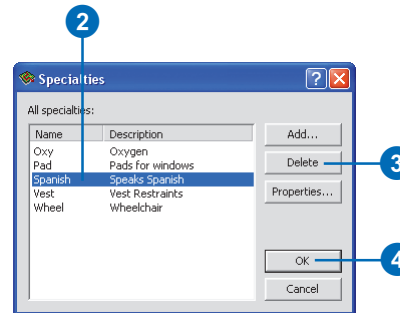 2
Specialties
All specialties:
Name Description
Oxy Oxygen
Pad Pads for windows
Spanish Speaks Spanish
Vest Vest Restraints
Wheel Wheelchair
Add...
Delete
3
Properties...
OK
4
Cancel